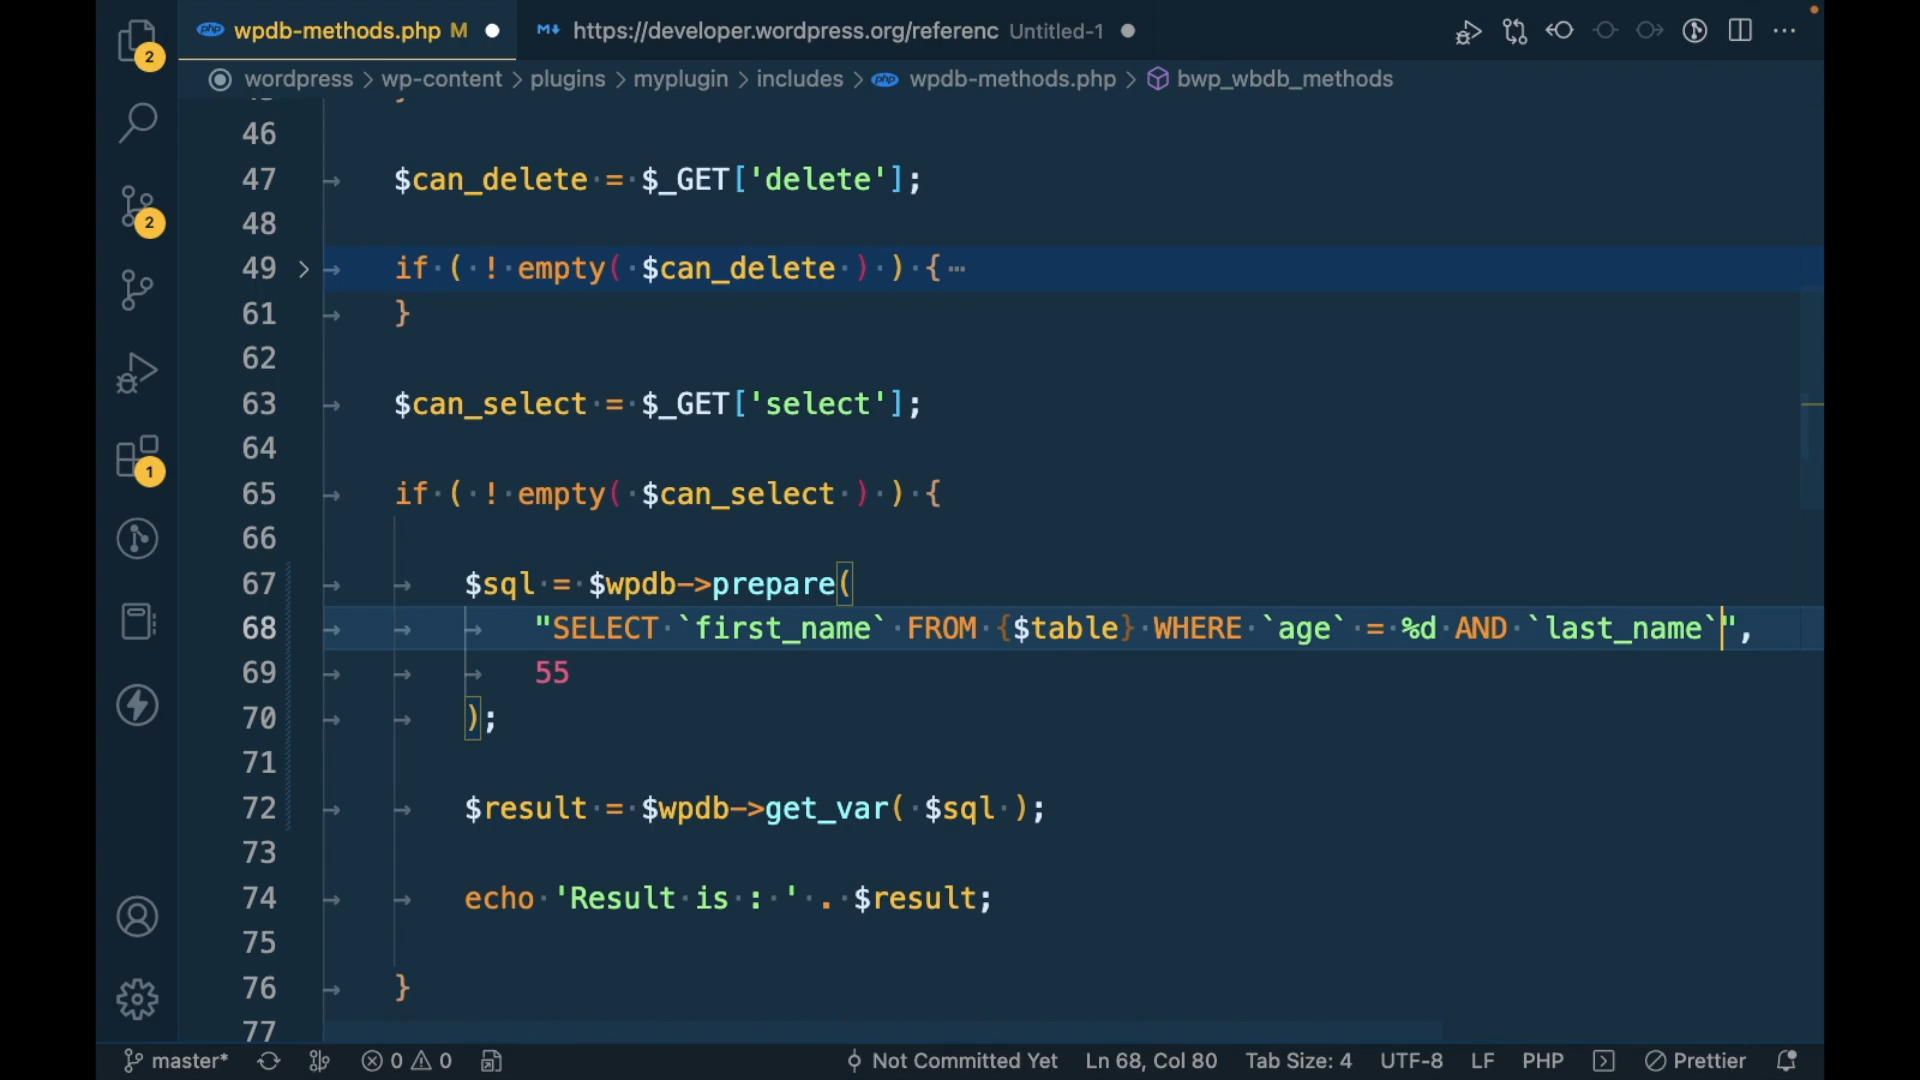 wpdb-methods.php M https://developer.wordpress.org/referenc Untitled-1
wordpress > wp-content > plugins > myplugin > includes > wpdb-methods.php > bwp_wbdb_methods
46
47 $can_delete = $_GET['delete'];
48
49 if ( ! empty( $can_delete ) ) {…
61 }
62
63 $can_select = $_GET['select'];
64
65 if ( ! empty( $can_select ) ) {
66
67 $sql = $wpdb->prepare(
68 "SELECT `first_name` FROM {$table} WHERE `age` = %d AND `last_name`",
69 55
70 );
71
72 $result = $wpdb->get_var( $sql );
73
74 echo 'Result is : ' . $result;
75
76 }
77
2
2
1
master* 0 0 Not Committed Yet Ln 68, Col 80 Tab Size: 4 UTF-8 LF PHP Prettier